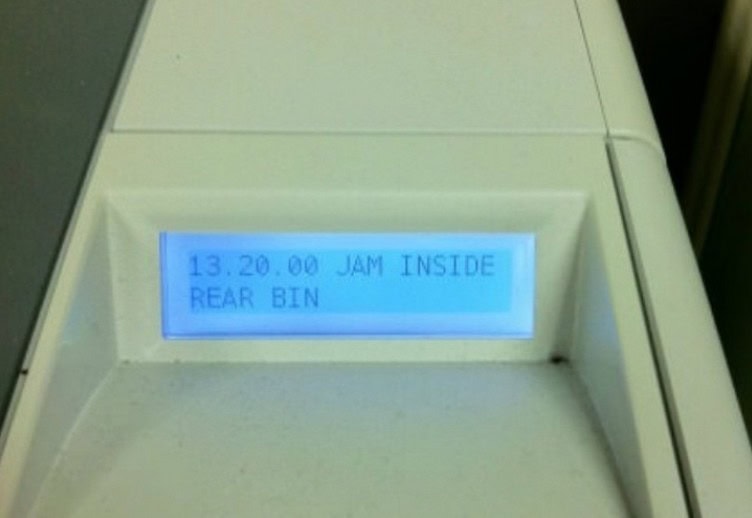 13.20.00 JAM INSIDE
REAR BIN